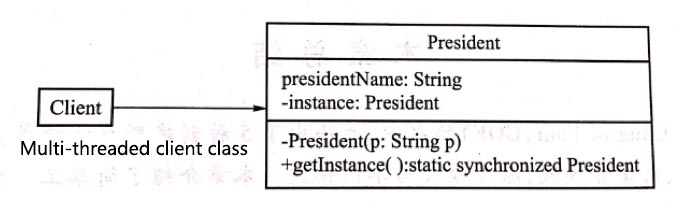 President
presidentName: String
-instance: President
Client
Multi-threaded client class
-President(p: String p)
+getInstance( ):static synchronized President